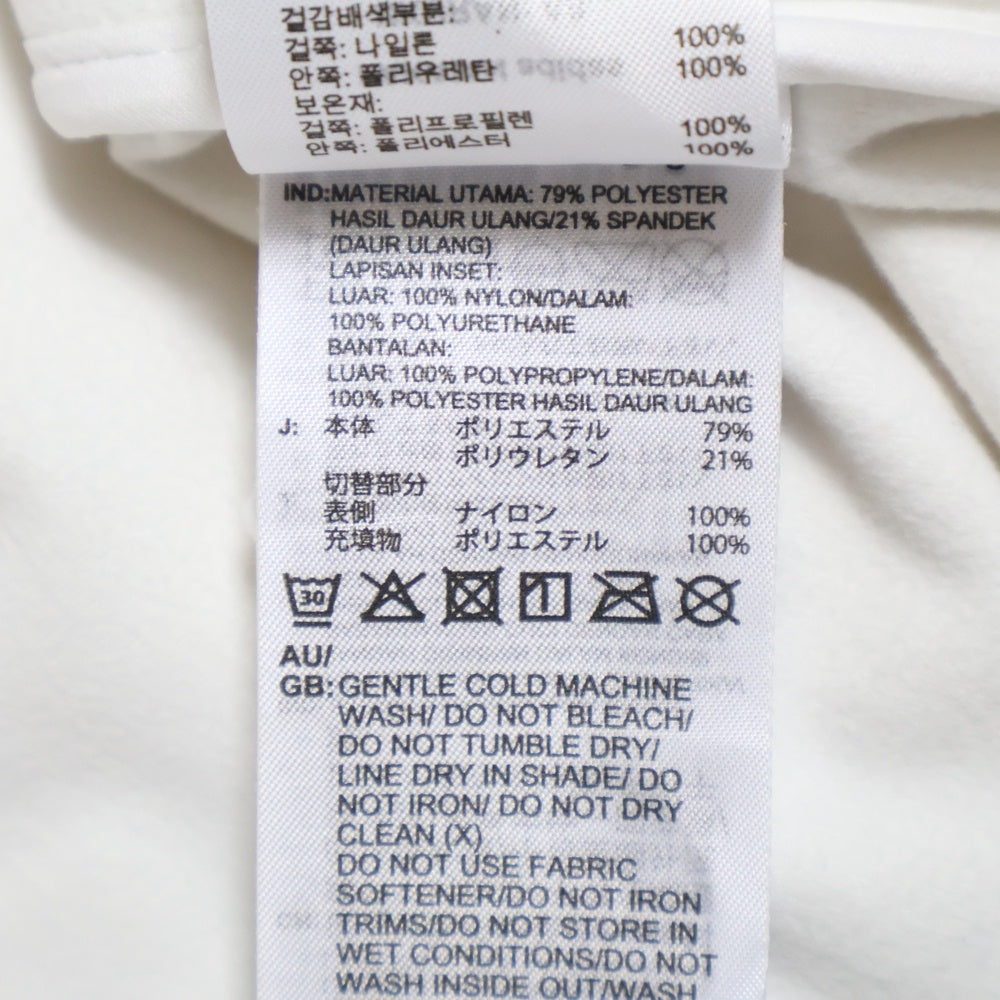 겉감배색부분:
겉쪽: 나일론 100%
안쪽: 폴리우레탄 100%
보온재:
겉쪽: 폴리프로필렌 100%
안쪽: 폴리에스터 100%
IND:MATERIAL UTAMA: 79% POLYESTER
HASIL DAUR ULANG/21% SPANDEK
(DAUR ULANG)
LAPISAN INSET:
LUAR: 100% NYLON/DALAM:
100% POLYURETHANE
BANTALAN:
LUAR: 100% POLYPROPYLENE/DALAM:
100% POLYESTER HASIL DAUR ULANG
J: 本体 ポリエステル 79%
ポリウレタン 21%
切替部分
表側 ナイロン 100%
充填物 ポリエステル 100%
30
AU/
GB:GENTLE COLD MACHINE
WASH/ DO NOT BLEACH/
DO NOT TUMBLE DRY/
LINE DRY IN SHADE/ DO
NOT IRON/ DO NOT DRY
CLEAN (X)
DO NOT USE FABRIC
SOFTENER/DO NOT IRON
TRIMS/DO NOT STORE IN
WET CONDITIONS/DO NOT
WASH INSIDE OUT/WASH